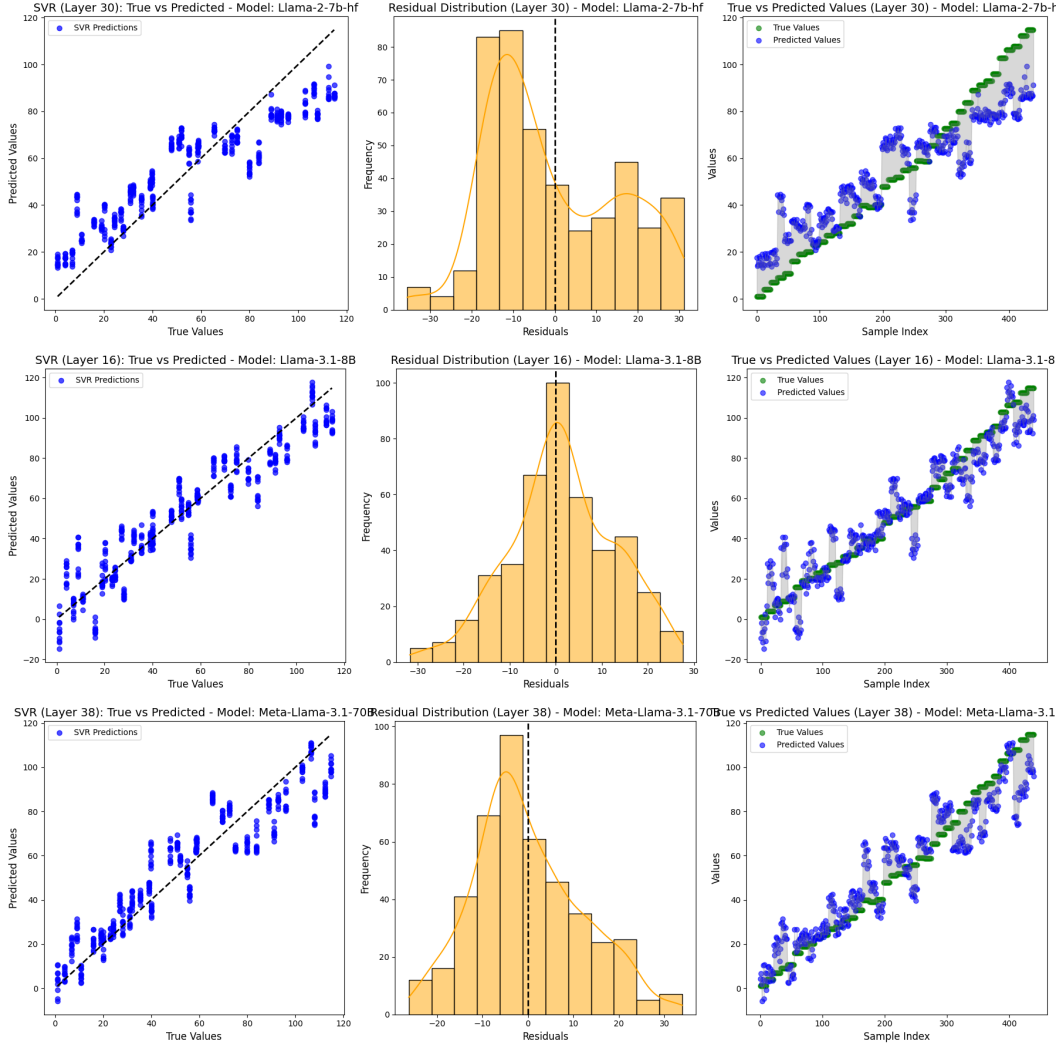 SVR (Layer 30): True vs Predicted - Model: Llama-2-7b-hf
SVR Predictions
Predicted Values
120
100
80
60
40
20
0
0 20 40 60 80 100 120
True Values
Residual Distribution (Layer 30) - Model: Llama-2-7b-hf
Frequency
80
70
60
50
40
30
20
10
0
−30 −20 −10 0 10 20 30
Residuals
True vs Predicted Values (Layer 30) - Model: Llama-2-7b-h
True Values
Predicted Values
Values
120
100
80
60
40
20
0
0 100 200 300 400
Sample Index
SVR (Layer 16): True vs Predicted - Model: Llama-3.1-8B
SVR Predictions
Predicted Values
120
100
80
60
40
20
0
−20
0 20 40 60 80 100 120
True Values
Residual Distribution (Layer 16) - Model: Llama-3.1-8B
Frequency
100
80
60
40
20
0
−30 −20 −10 0 10 20
Residuals
True vs Predicted Values (Layer 16) - Model: Llama-3.1-8
True Values
Predicted Values
Values
120
100
80
60
40
20
0
−20
0 100 200 300 400
Sample Index
SVR (Layer 38): True vs Predicted - Model: Meta-Llama-3.1-70B
SVR Predictions
Predicted Values
120
100
80
60
40
20
0
0 20 40 60 80 100 120
True Values
Residual Distribution (Layer 38) - Model: Meta-Llama-3.1-70B
Frequency
100
80
60
40
20
0
−20 −10 0 10 20 30
Residuals
True vs Predicted Values (Layer 38) - Model: Meta-Llama-3.1
True Values
Predicted Values
Values
120
100
80
60
40
20
0
0 100 200 300 400
Sample Index